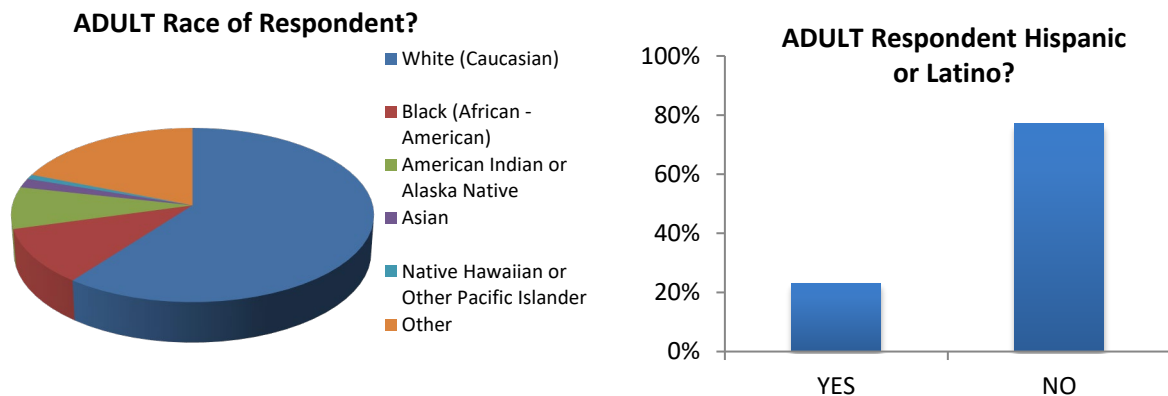 ADULT Race of Respondent?
White (Caucasian)
Black (African -
American)
American Indian or
Alaska Native
Asian
Native Hawaiian or
Other Pacific Islander
Other
ADULT Respondent Hispanic
or Latino?
100%
80%
60%
40%
20%
0%
YES
NO